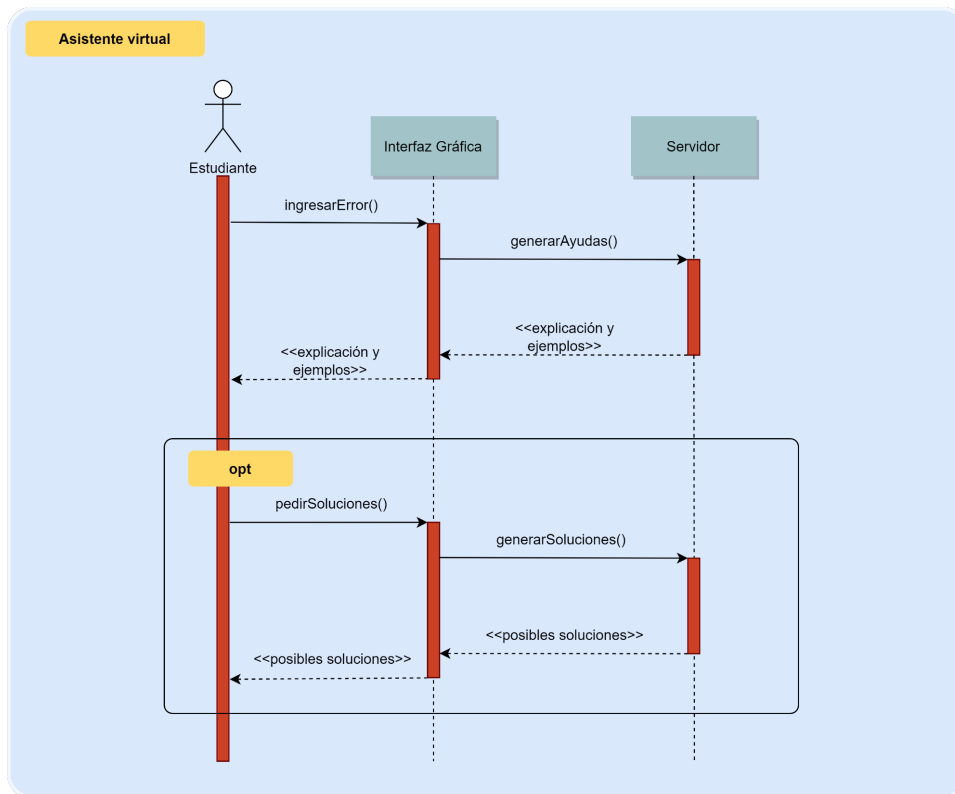 Asistente virtual
Estudiante
Interfaz Gráfica
Servidor
ingresarError()
generarAyudas()
<<explicación y
ejemplos>>
<<explicación y
ejemplos>>
opt
pedirSoluciones()
generarSoluciones()
<<posibles soluciones>>
<<posibles soluciones>>